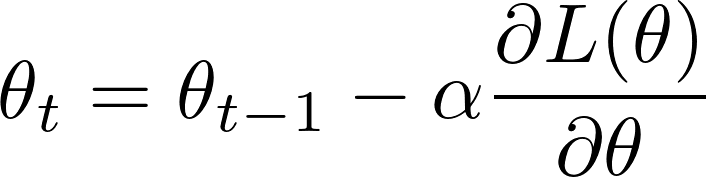 θ_t = θ_{t−1} − α ∂L(θ)/∂θ